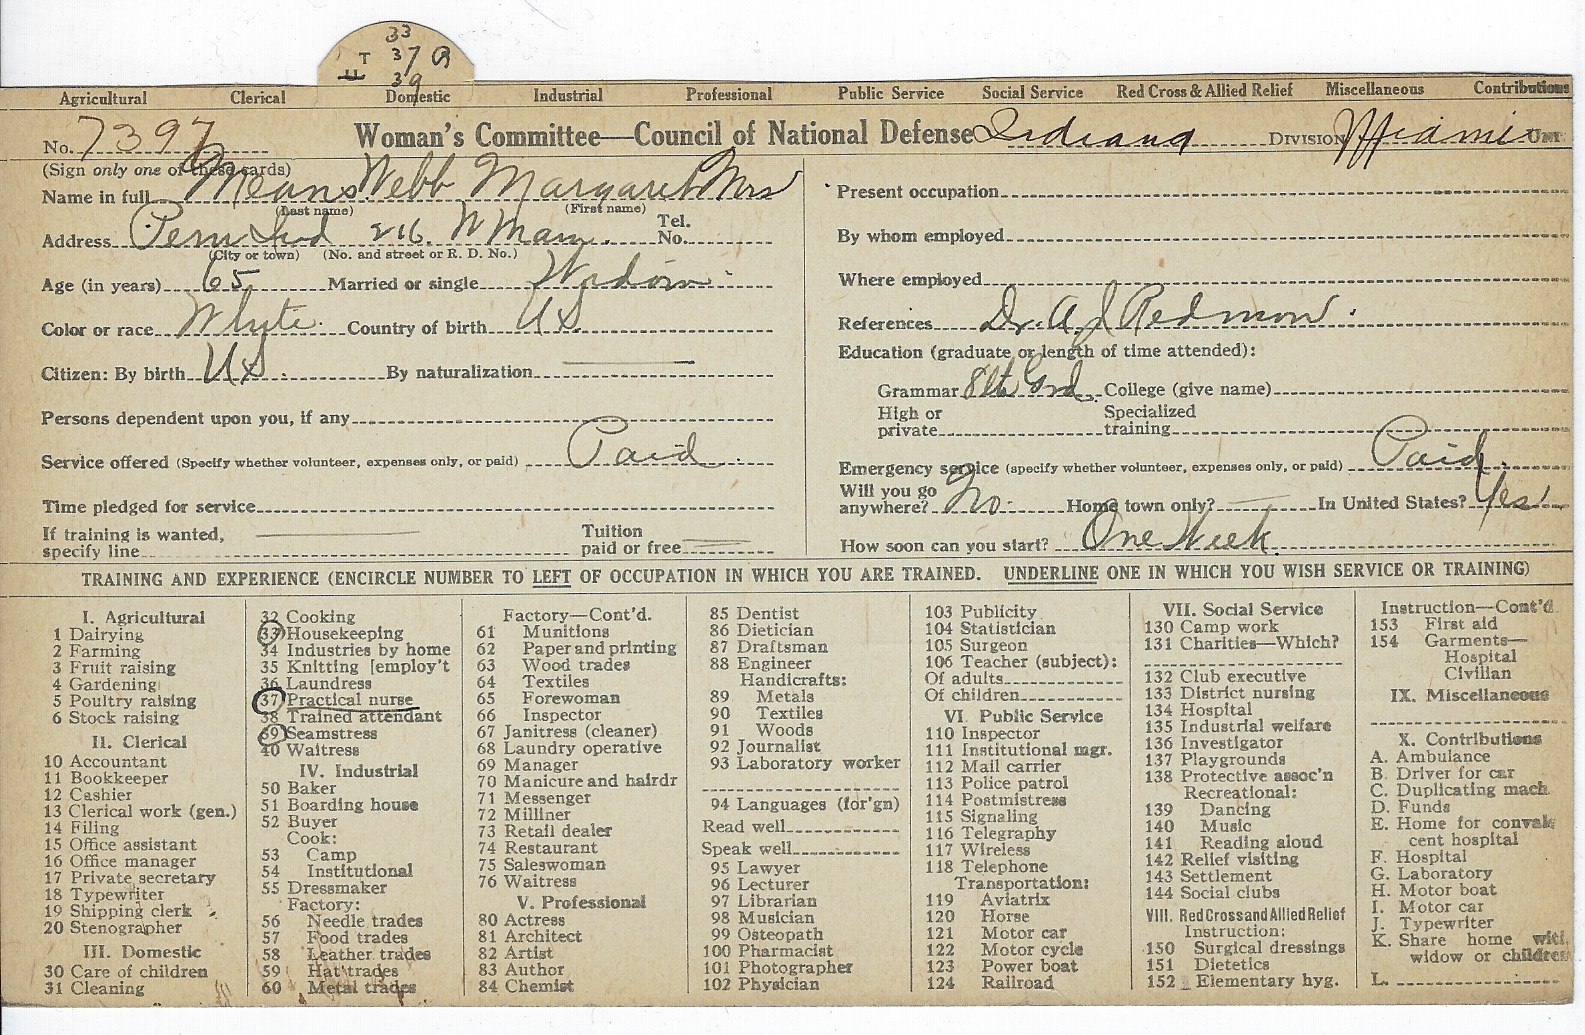 33
T 37 R
11 39
Agricultural Clerical Domestic Industrial Professional Public Service Social Service Red Cross & Allied Relief Miscellaneous Contributions
No. 7397 Woman's Committee—Council of National Defense Indiana DIVISION Miami UNIT
(Sign only one of these cards)
Name in full Means Webb Margaret Mrs
(Last name) (First name)
Address Peru Ind 216. N Tel. No.
(City or town) (No. and street or R. D. No.)
Age (in years) 65 Married or single Widow
Color or race Whyte Country of birth US
Citizen: By birth US. By naturalization
Persons dependent upon you, if any
Service offered (Specify whether volunteer, expenses only, or paid) Paid
Time pledged for service
If training is wanted, specify line Tuition paid or free
Present occupation
By whom employed
Where employed
References Dr. A J Redmon
Education (graduate or length of time attended):
Grammar 8th Grd College (give name)
High or private Specialized training
Emergency service (specify whether volunteer, expenses only, or paid) Paid
Will you go anywhere? No. Home town only? In United States? Yes
How soon can you start? One Week
TRAINING AND EXPERIENCE (ENCIRCLE NUMBER TO LEFT OF OCCUPATION IN WHICH YOU ARE TRAINED. UNDERLINE ONE IN WHICH YOU WISH SERVICE OR TRAINING)
I. Agricultural
1 Dairying
2 Farming
3 Fruit raising
4 Gardening
5 Poultry raising
6 Stock raising
II. Clerical
10 Accountant
11 Bookkeeper
12 Cashier
13 Clerical work (gen.)
14 Filing
15 Office assistant
16 Office manager
17 Private secretary
18 Typewriter
19 Shipping clerk
20 Stenographer
III. Domestic
30 Care of children
31 Cleaning
32 Cooking
33 Housekeeping
34 Industries by home
35 Knitting [employ't
36 Laundress
37 Practical nurse
38 Trained attendant
39 Seamstress
40 Waitress
IV. Industrial
50 Baker
51 Boarding house
52 Buyer
Cook:
53 Camp
54 Institutional
55 Dressmaker
Factory:
56 Needle trades
57 Food trades
58 Leather trades
59 Hat trades
60 Metal trades
Factory—Cont'd.
61 Munitions
62 Paper and printing
63 Wood trades
64 Textiles
65 Forewoman
66 Inspector
67 Janitress (cleaner)
68 Laundry operative
69 Manager
70 Manicure and hairdr
71 Messenger
72 Milliner
73 Retail dealer
74 Restaurant
75 Saleswoman
76 Waitress
V. Professional
80 Actress
81 Architect
82 Artist
83 Author
84 Chemist
85 Dentist
86 Dietician
87 Draftsman
88 Engineer
Handicrafts:
89 Metals
90 Textiles
91 Woods
92 Journalist
93 Laboratory worker
94 Languages (for'gn)
Read well
Speak well
95 Lawyer
96 Lecturer
97 Librarian
98 Musician
99 Osteopath
100 Pharmacist
101 Photographer
102 Physician
103 Publicity
104 Statistician
105 Surgeon
106 Teacher (subject):
Of adults
Of children
VI. Public Service
110 Inspector
111 Institutional mgr.
112 Mail carrier
113 Police patrol
114 Postmistress
115 Signaling
116 Telegraphy
117 Wireless
118 Telephone
Transportation:
119 Aviatrix
120 Horse
121 Motor car
122 Motor cycle
123 Power boat
124 Railroad
VII. Social Service
130 Camp work
131 Charities—Which?
132 Club executive
133 District nursing
134 Hospital
135 Industrial welfare
136 Investigator
137 Playgrounds
138 Protective assoc'n
Recreational:
139 Dancing
140 Music
141 Reading aloud
142 Relief visiting
143 Settlement
144 Social clubs
VIII. Red Cross and Allied Relief
Instruction:
150 Surgical dressings
151 Dietetics
152 Elementary hyg.
Instruction—Cont'd.
153 First aid
154 Garments—
Hospital
Civilian
IX. Miscellaneous
X. Contributions
A. Ambulance
B. Driver for car
C. Duplicating mach.
D. Funds
E. Home for convales
cent hospital
F. Hospital
G. Laboratory
H. Motor boat
I. Motor car
J. Typewriter
K. Share home with
widow or children
L.